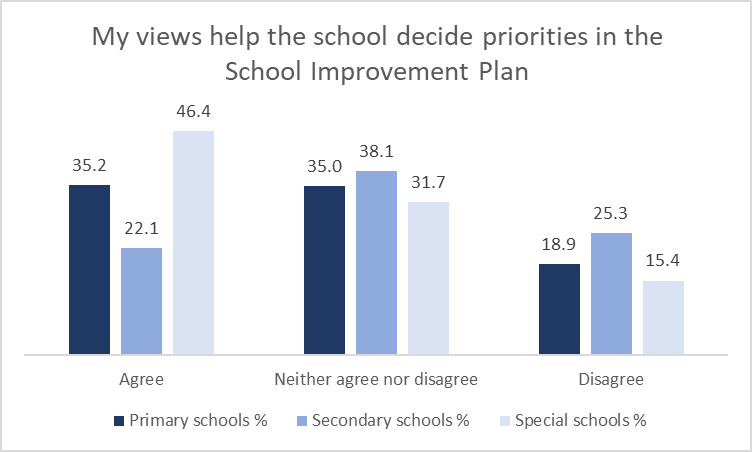 My views help the school decide priorities in the
School Improvement Plan
46.4
35.2
22.1
35.0
38.1
31.7
18.9
25.3
15.4
Agree
Neither agree nor disagree
Disagree
Primary schools %
Secondary schools %
Special schools %